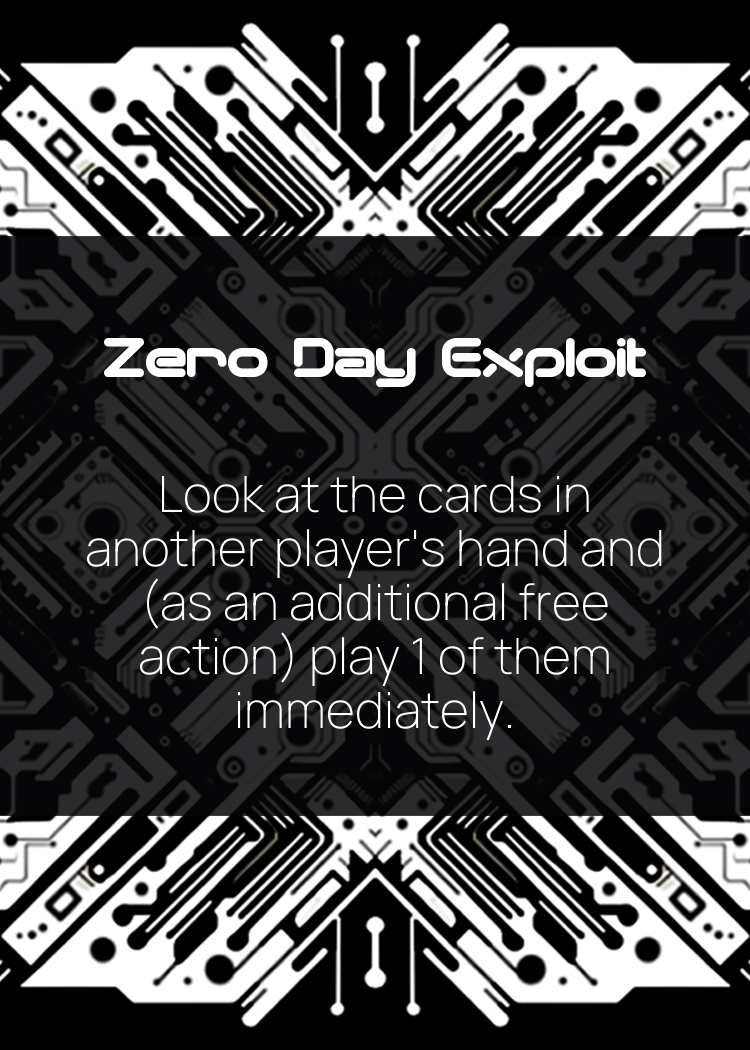 Zero Day Exploit
Look at the cards in
another player's hand and
(as an additional free
action) play 1 of them
immediately.